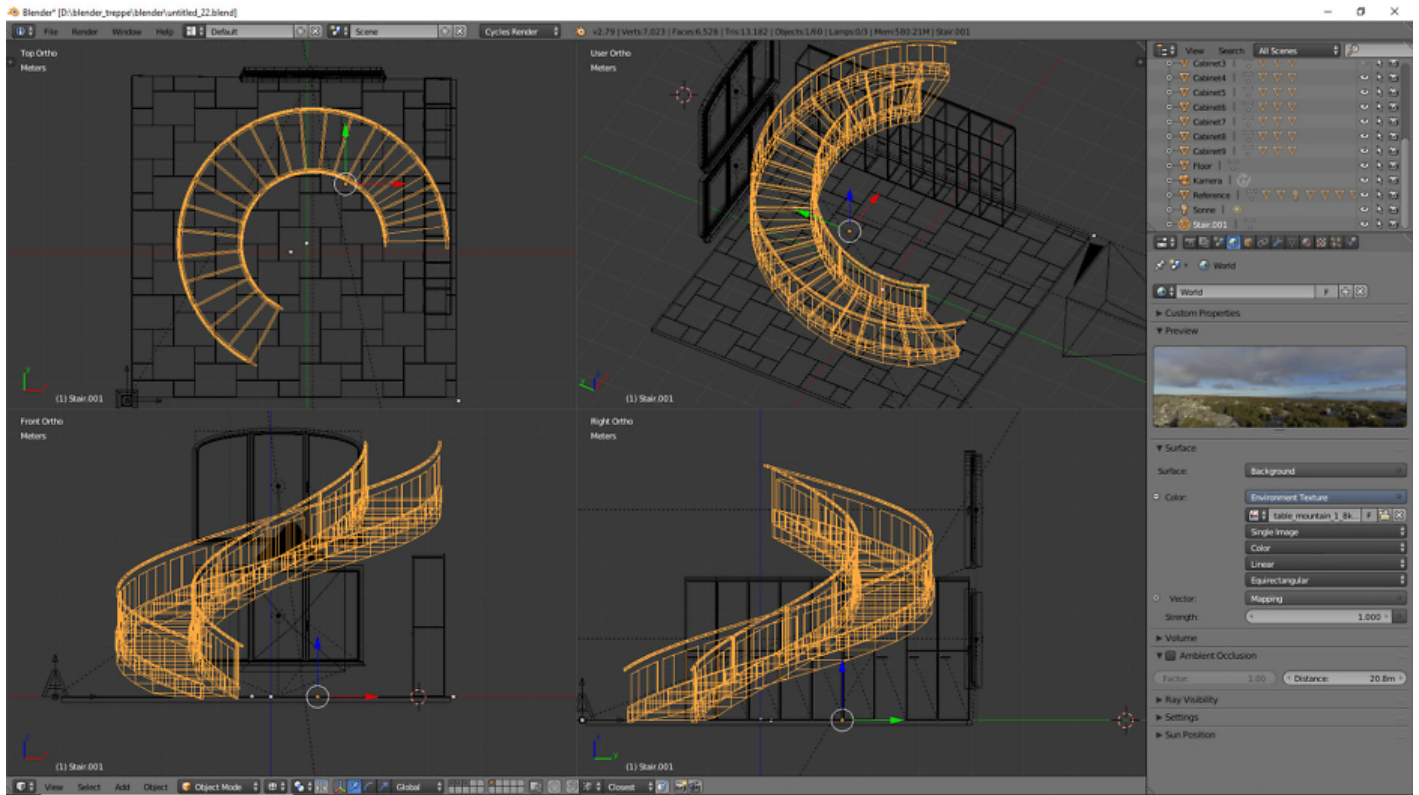 Blender* [D:\blender_treppe\blender\untitled_22.blend]
File Render Window Help Default Scene Cycles Render v2.79 | Verts:7,023 | Faces:6,528 | Tris:13,182 | Objects:1/60 | Lamps:0/3 | Mem:580.21M | Stair.001
Top Ortho
Meters
(1) Stair.001
User Ortho
Meters
(1) Stair.001
Front Ortho
Meters
(1) Stair.001
Right Ortho
Meters
(1) Stair.001
View Select Add Object Object Mode Global Closest
View Search All Scenes
Cabinet3
Cabinet4
Cabinet5
Cabinet6
Cabinet7
Cabinet8
Cabinet9
Floor
Kamera
Reference
Sonne
Stair.001
World
World F
Custom Properties
Preview
Surface
Surface: Background
Color: Environment Texture
table_mountain_1_8k... F
Single Image
Color
Linear
Equirectangular
Vector: Mapping
Strength: 1.000
Volume
Ambient Occlusion
Factor: 1.00 Distance: 20.8m
Ray Visibility
Settings
Sun Position